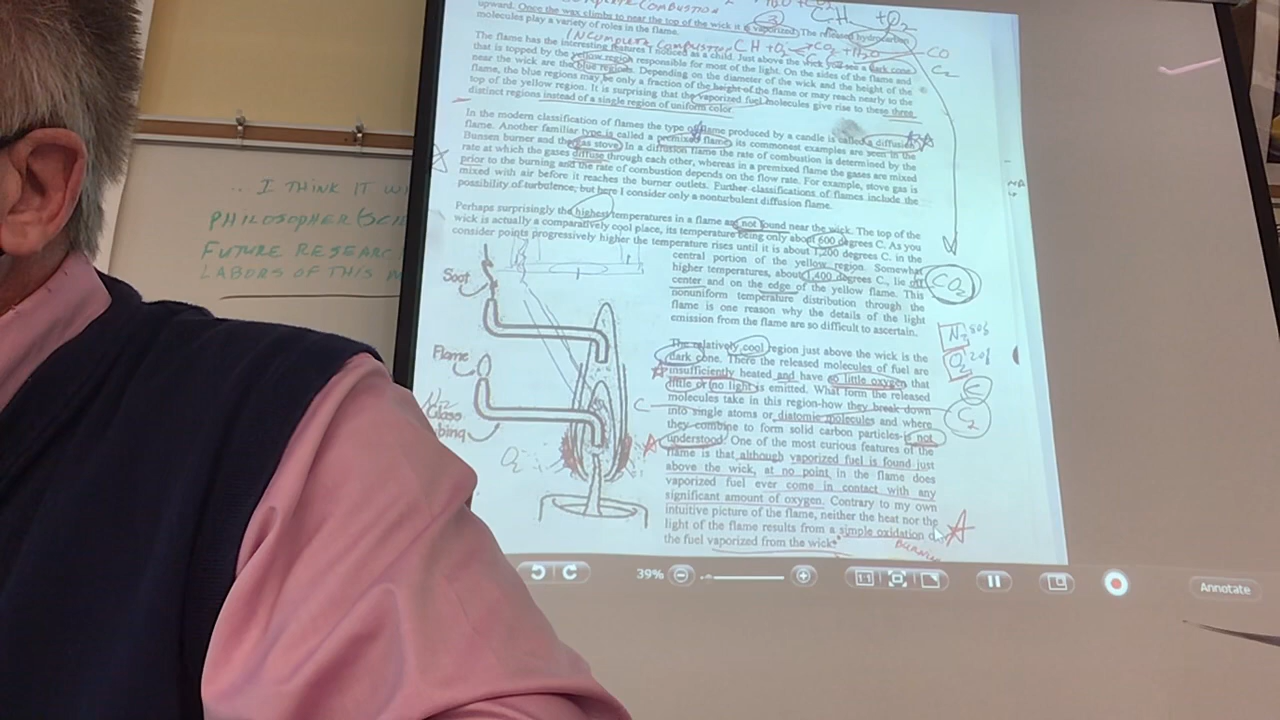 COMPLETE COMBUSTION
upward. Once the wax climbs to near the top of the wick it is vaporized. The released hydrocarbon
molecules play a variety of roles in the flame.
3
+O2
INCOMPLETE COMBUSTION CH + O2 CO2 + H2O CO
C2
The flame has the interesting features I noticed as a child. Just above the wick you see a dark cone
that is topped by the yellow region responsible for most of the light. On the sides of the flame and
near the wick are the blue regions. Depending on the diameter of the wick and the height of the
flame, the blue regions may be only a fraction of the height of the flame or may reach nearly to the
top of the yellow region. It is surprising that the vaporized fuel molecules give rise to these three
distinct regions instead of a single region of uniform color.
In the modern classification of flames the type of flame produced by a candle is called a diffusion
flame. Another familiar type is called a premixed flame, its commonest examples are seen in the
Bunsen burner and the gas stove. In a diffusion flame the rate of combustion is determined by the
rate at which the gases diffuse through each other, whereas in a premixed flame the gases are mixed
prior to the burning and the rate of combustion depends on the flow rate. For example, stove gas is
mixed with air before it reaches the burner outlets. Further classifications of flames include the
possibility of turbulence, but here I consider only a nonturbulent diffusion flame.
Perhaps surprisingly the highest temperatures in a flame are not found near the wick. The top of the
wick is actually a comparatively cool place, its temperature being only about 600 degrees C. As you
consider points progressively higher the temperature rises until it is about 1,200 degrees C. in the
central portion of the yellow region. Somewhat
higher temperatures, about 1,400 degrees C., lie off
center and on the edge of the yellow flame. This
nonuniform temperature distribution through the
flame is one reason why the details of the light
emission from the flame are so difficult to ascertain.
The relatively cool region just above the wick is the
dark cone. There the released molecules of fuel are
insufficiently heated and have so little oxygen that
little or no light is emitted. What form the released
molecules take in this region-how they break down
into single atoms or diatomic molecules and where
they combine to form solid carbon particles-is not
understood. One of the most curious features of the
flame is that although vaporized fuel is found just
above the wick, at no point in the flame does
vaporized fuel ever come in contact with any
significant amount of oxygen. Contrary to my own
intuitive picture of the flame, neither the heat nor the
light of the flame results from a simple oxidation of
the fuel vaporized from the wick.
BURNING
Soot
Flame
N2
Glass
bing
O2
C
CO2
N2 80%
O2 20%
C
C2
.. I THINK IT WI
PHILOSOPHER (SCIE
FUTURE RESEARC
LABORS OF THIS M
39%
1:1
Annotate